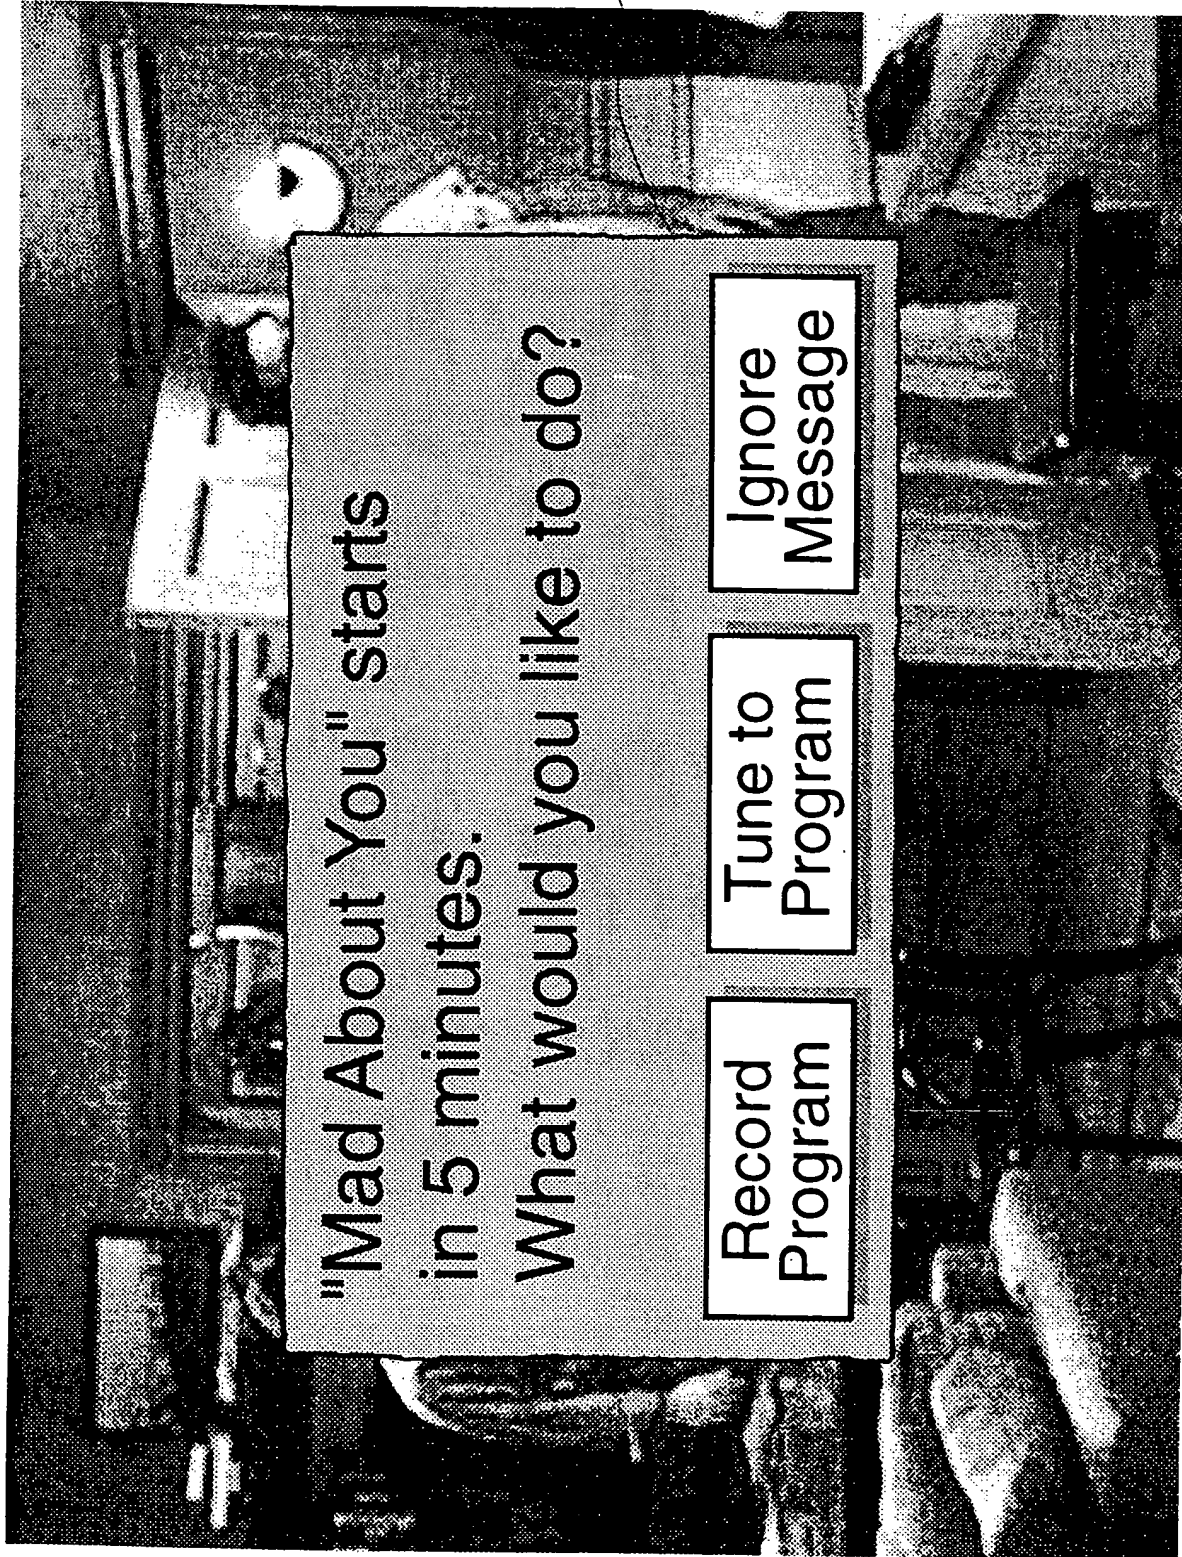 "Mad About You" starts
in 5 minutes.
What would you like to do?
Record
Program
Tune to
Program
Ignore
Message